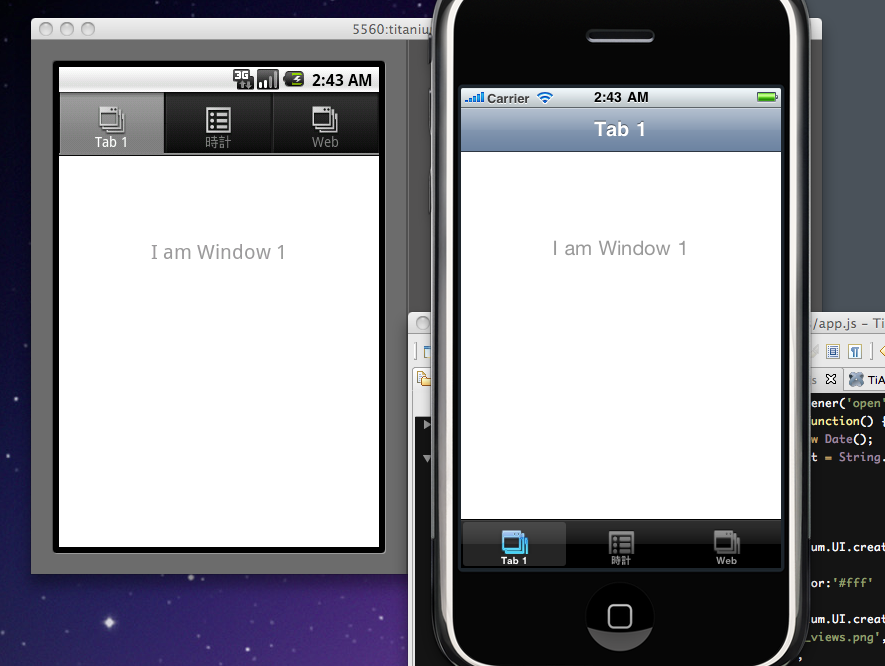 5560:titaniu
3G 2:43 AM
Tab 1 時計 Web
I am Window 1
Carrier 2:43 AM
Tab 1
I am Window 1
Tab 1 時計 Web
/app.js – Ti
s TiA
ener('open'
unction() {
w Date();
t = String.
um.UI.creat
or:'#fff'
um.UI.creat
_views.png',
,